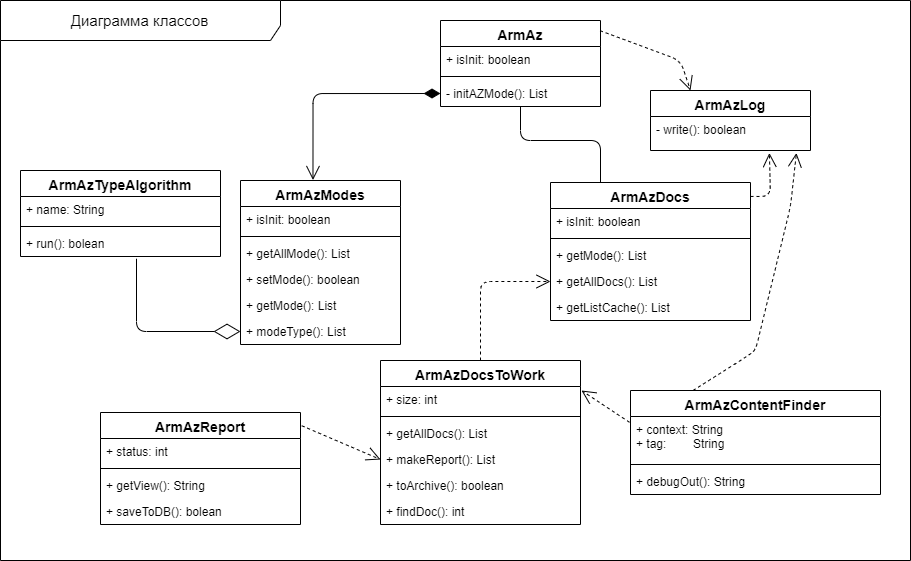 Диаграмма классов
ArmAz
+ isInit: boolean
- initAZMode(): List
ArmAzLog
- write(): boolean
ArmAzTypeAlgorithm
+ name: String
+ run(): bolean
ArmAzModes
+ isInit: boolean
+ getAllMode(): List
+ setMode(): boolean
+ getMode(): List
+ modeType(): List
ArmAzDocs
+ isInit: boolean
+ getMode(): List
+ getAllDocs(): List
+ getListCache(): List
ArmAzDocsToWork
+ size: int
+ getAllDocs(): List
+ makeReport(): List
+ toArchive(): boolean
+ findDoc(): int
ArmAzContentFinder
+ context: String
+ tag: String
+ debugOut(): String
ArmAzReport
+ status: int
+ getView(): String
+ saveToDB(): bolean